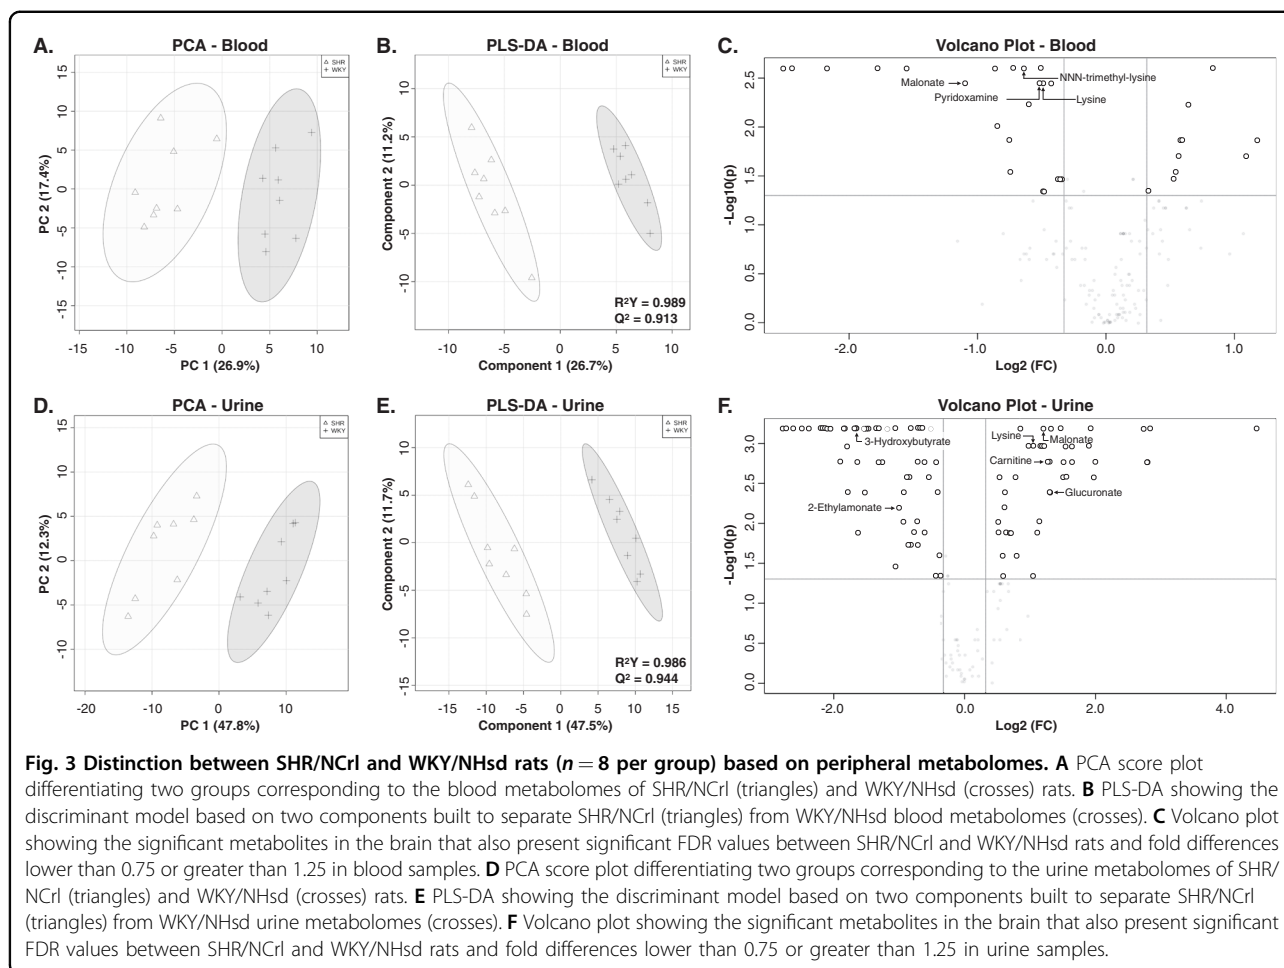 A.
PCA - Blood
SHR
WKY
15
10
5
0
-5
-10
-15
PC 2 (17.4%)
-15 -10 -5 0 5 10
PC 1 (26.9%)
B.
PLS-DA - Blood
SHR
WKY
10
5
0
-5
-10
Component 2 (11.2%)
R²Y = 0.989
Q² = 0.913
-10 -5 0 5 10
Component 1 (26.7%)
C.
Volcano Plot - Blood
2.5
2.0
1.5
1.0
0.5
0.0
-Log10(p)
NNN-trimethyl-lysine
Malonate
Pyridoxamine
Lysine
-2.0 -1.0 0.0 1.0
Log2 (FC)
D.
PCA - Urine
SHR
WKY
15
10
5
0
-5
-10
PC 2 (12.3%)
-20 -10 0 10
PC 1 (47.8%)
E.
PLS-DA - Urine
SHR
WKY
10
5
0
-5
-10
-15
Component 2 (11.7%)
R²Y = 0.986
Q² = 0.944
-15 -10 -5 0 5 10 15
Component 1 (47.5%)
F.
Volcano Plot - Urine
3.0
2.5
2.0
1.5
1.0
0.5
0.0
-Log10(p)
3-Hydroxybutyrate
Lysine
Malonate
Carnitine
Glucuronate
2-Ethylamonate
-2.0 0.0 2.0 4.0
Log2 (FC)
Fig. 3 Distinction between SHR/NCrl and WKY/NHsd rats (n = 8 per group) based on peripheral metabolomes. A PCA score plot
differentiating two groups corresponding to the blood metabolomes of SHR/NCrl (triangles) and WKY/NHsd (crosses) rats. B PLS-DA showing the
discriminant model based on two components built to separate SHR/NCrl (triangles) from WKY/NHsd blood metabolomes (crosses). C Volcano plot
showing the significant metabolites in the brain that also present significant FDR values between SHR/NCrl and WKY/NHsd rats and fold differences
lower than 0.75 or greater than 1.25 in blood samples. D PCA score plot differentiating two groups corresponding to the urine metabolomes of SHR/
NCrl (triangles) and WKY/NHsd (crosses) rats. E PLS-DA showing the discriminant model based on two components built to separate SHR/NCrl
(triangles) from WKY/NHsd urine metabolomes (crosses). F Volcano plot showing the significant metabolites in the brain that also present significant
FDR values between SHR/NCrl and WKY/NHsd rats and fold differences lower than 0.75 or greater than 1.25 in urine samples.